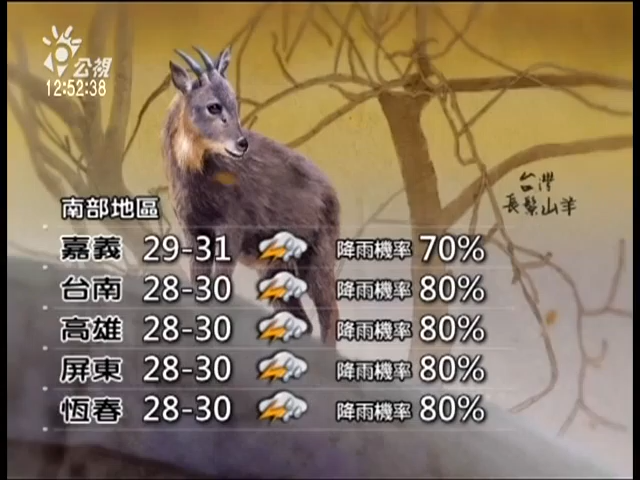 公視
12:52:38
台灣
長鬃山羊
南部地區
嘉義 29-31 降雨機率 70%
台南 28-30 降雨機率 80%
高雄 28-30 降雨機率 80%
屏東 28-30 降雨機率 80%
恆春 28-30 降雨機率 80%